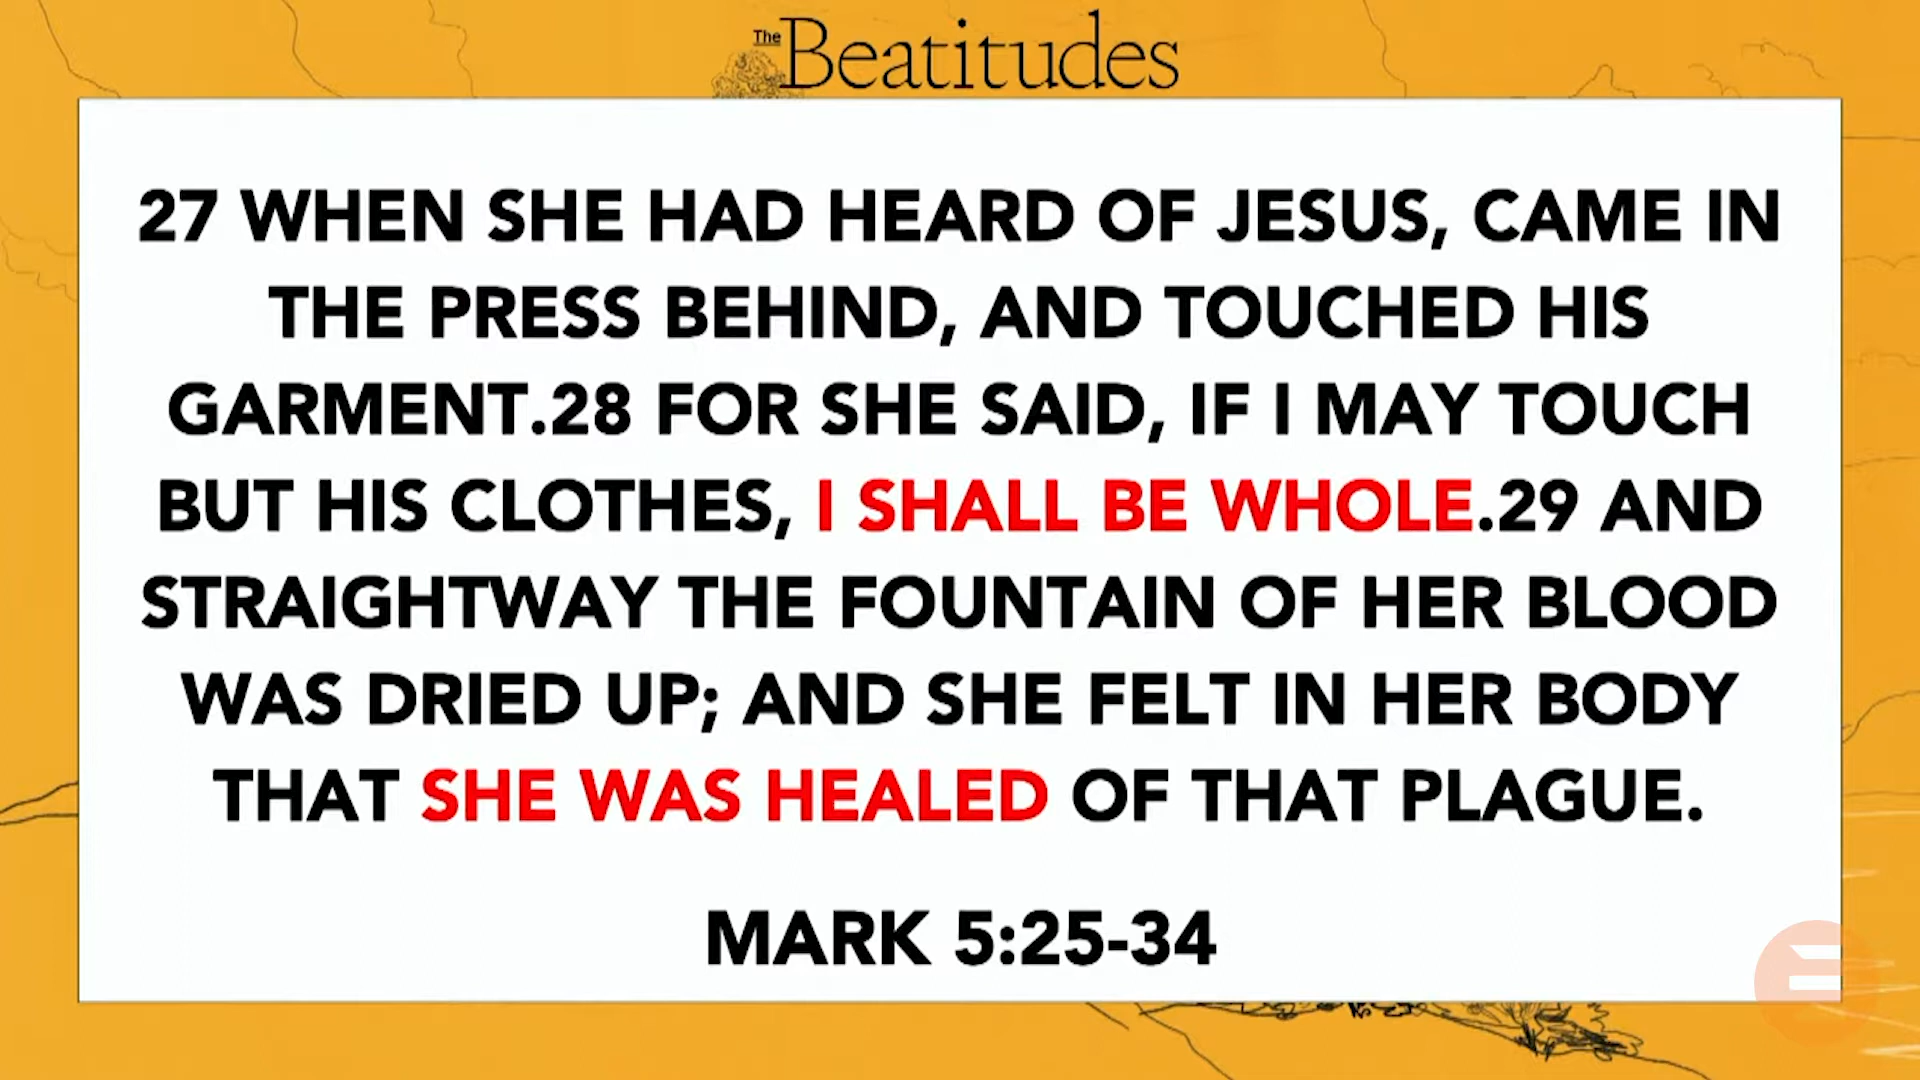 The Beatitudes
27 WHEN SHE HAD HEARD OF JESUS, CAME IN
THE PRESS BEHIND, AND TOUCHED HIS
GARMENT.28 FOR SHE SAID, IF I MAY TOUCH
BUT HIS CLOTHES, I SHALL BE WHOLE.29 AND
STRAIGHTWAY THE FOUNTAIN OF HER BLOOD
WAS DRIED UP; AND SHE FELT IN HER BODY
THAT SHE WAS HEALED OF THAT PLAGUE.
MARK 5:25-34